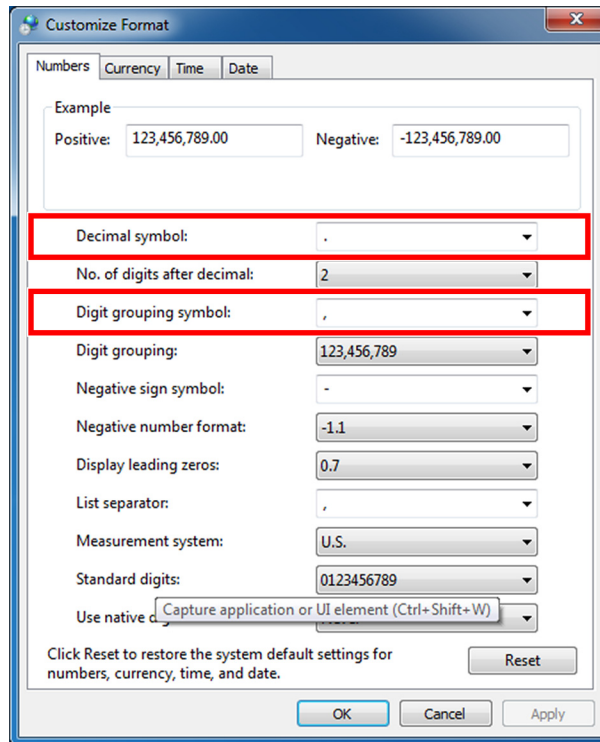 Customize Format
Numbers Currency Time Date
Example
Positive: 123,456,789.00 Negative: -123,456,789.00
Decimal symbol: .
No. of digits after decimal: 2
Digit grouping symbol: ,
Digit grouping: 123,456,789
Negative sign symbol: -
Negative number format: -1.1
Display leading zeros: 0.7
List separator: ,
Measurement system: U.S.
Standard digits: 0123456789
Capture application or UI element (Ctrl+Shift+W)
Use native
Click Reset to restore the system default settings for
numbers, currency, time, and date.
Reset
OK Cancel Apply